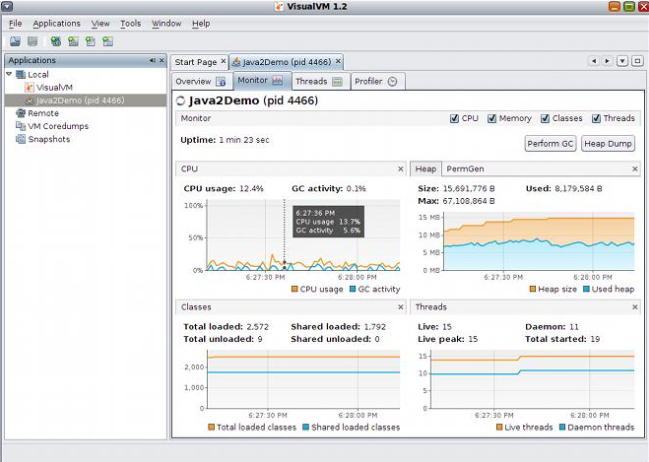 VisualVM 1.2
File Applications View Tools Window Help
Applications
Local
VisualVM
Java2Demo (pid 4466)
Remote
VM Coredumps
Snapshots
Start Page Java2Demo (pid 4466)
Overview Monitor Threads Profiler
Java2Demo (pid 4466)
Monitor CPU Memory Classes Threads
Uptime: 1 min 23 sec Perform GC Heap Dump
CPU
CPU usage: 12.4% GC activity: 0.1%
100%
50%
0%
6:27:36 PM
CPU usage 13.7%
GC activity 5.6%
6:27:30 PM 6:28:00 PM
CPU usage GC activity
Heap PermGen
Size: 15,691,776 B Used: 8,179,584 B
Max: 67,108,864 B
15 MB
10 MB
5 MB
0 MB
6:27:30 PM 6:28:00 PM
Heap size Used heap
Classes
Total loaded: 2,572 Shared loaded: 1,792
Total unloaded: 9 Shared unloaded: 0
2,000
1,000
0
6:27:30 PM 6:28:00 PM
Total loaded classes Shared loaded classes
Threads
Live: 15 Daemon: 11
Live peak: 15 Total started: 19
15
10
5
0
6:27:30 PM 6:28:00 PM
Live threads Daemon threads